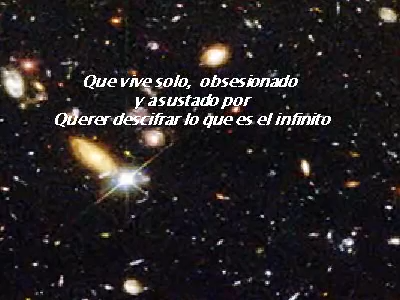 Que vive solo, obsesionado
y asustado por
Querer descifrar lo que es el infinito